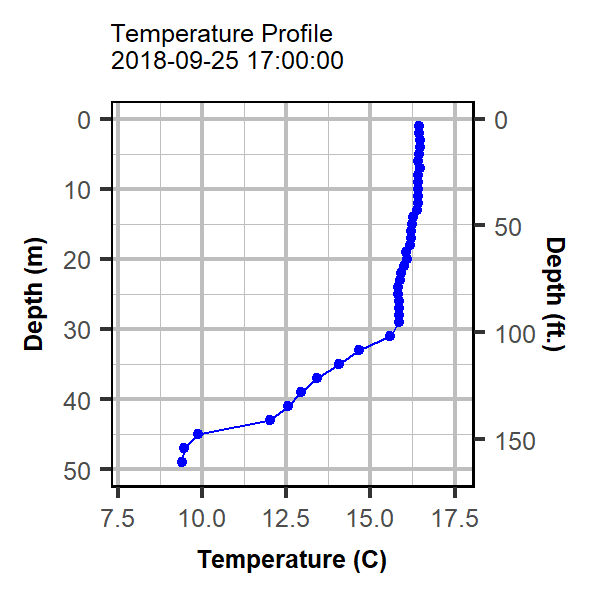 Temperature Profile
2018-09-25 17:00:00
0
10
20
30
40
50
Depth (m)
0
50
100
150
Depth (ft.)
7.5 10.0 12.5 15.0 17.5
Temperature (C)